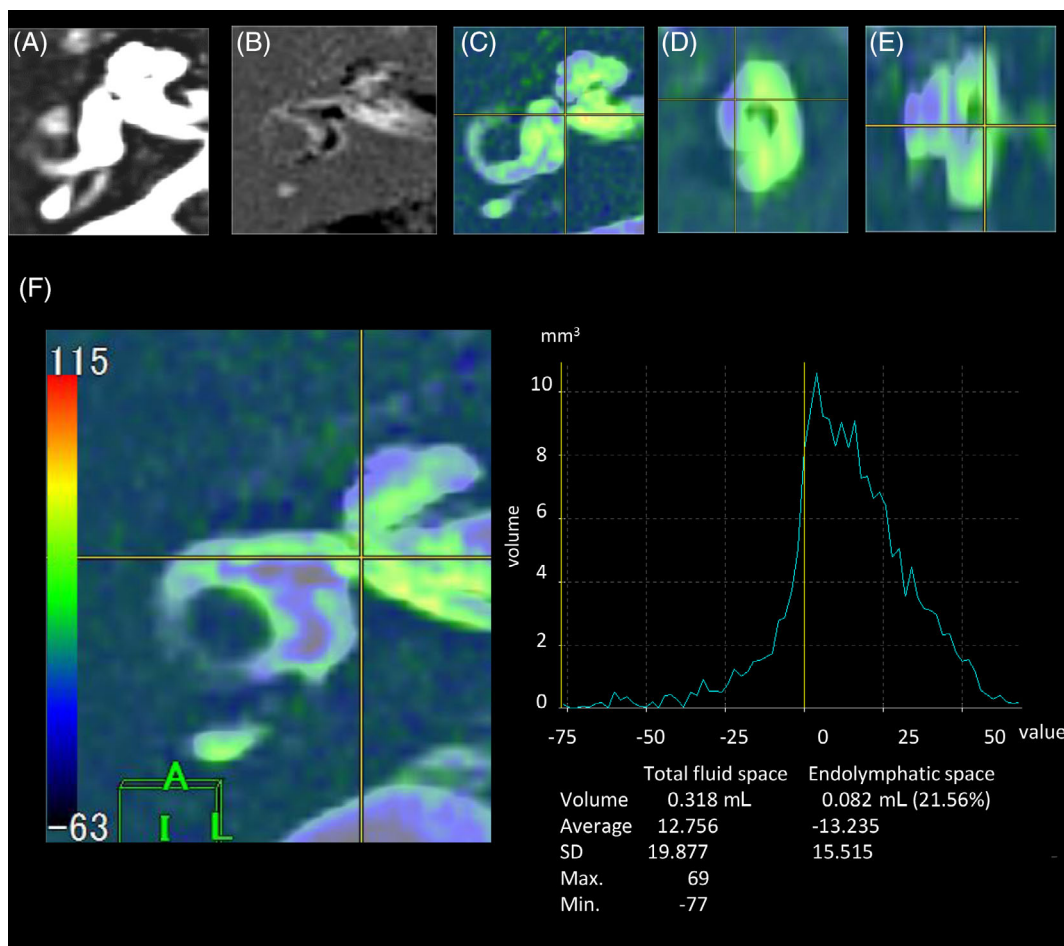 (A)
(B)
(C)
(D)
(E)
(F)
115
-63
A
I
L
mm³
10
8
6
4
2
0
volume
-75
-50
-25
0
25
50
value
Total fluid space Endolymphatic space
Volume 0.318 mL 0.082 mL (21.56%)
Average 12.756 -13.235
SD 19.877 15.515
Max. 69
Min. -77